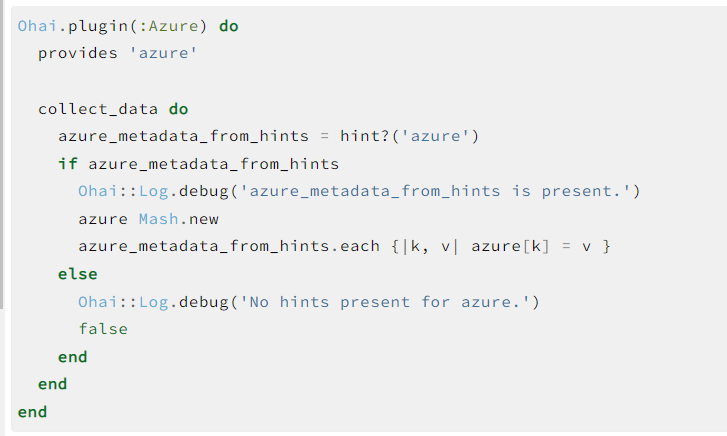 Ohai.plugin(:Azure) do
  provides 'azure'

  collect_data do
    azure_metadata_from_hints = hint?('azure')
    if azure_metadata_from_hints
      Ohai::Log.debug('azure_metadata_from_hints is present.')
      azure Mash.new
      azure_metadata_from_hints.each {|k, v| azure[k] = v }
    else
      Ohai::Log.debug('No hints present for azure.')
      false
    end
  end
end